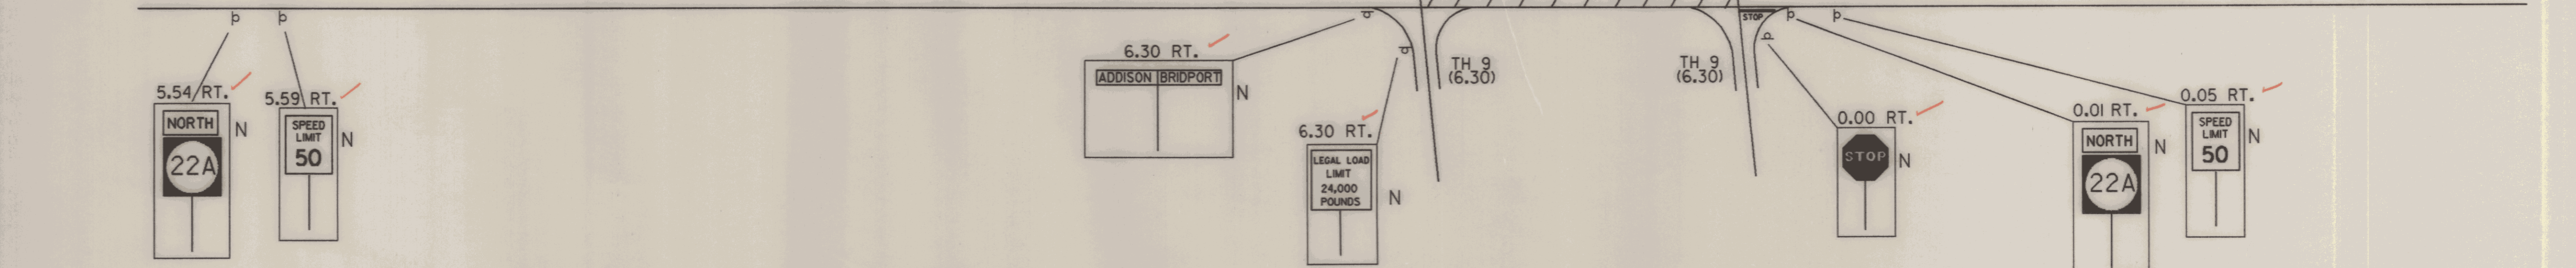 5.54 RT.
NORTH
22A
N
5.59 RT.
SPEED
LIMIT
50
N
6.30 RT.
ADDISON BRIDPORT
N
6.30 RT.
LEGAL LOAD
LIMIT
24,000
POUNDS
N
TH 9
(6.30)
TH 9
(6.30)
STOP
0.00 RT.
STOP
N
0.01 RT.
NORTH
22A
N
0.05 RT.
SPEED
LIMIT
50
N